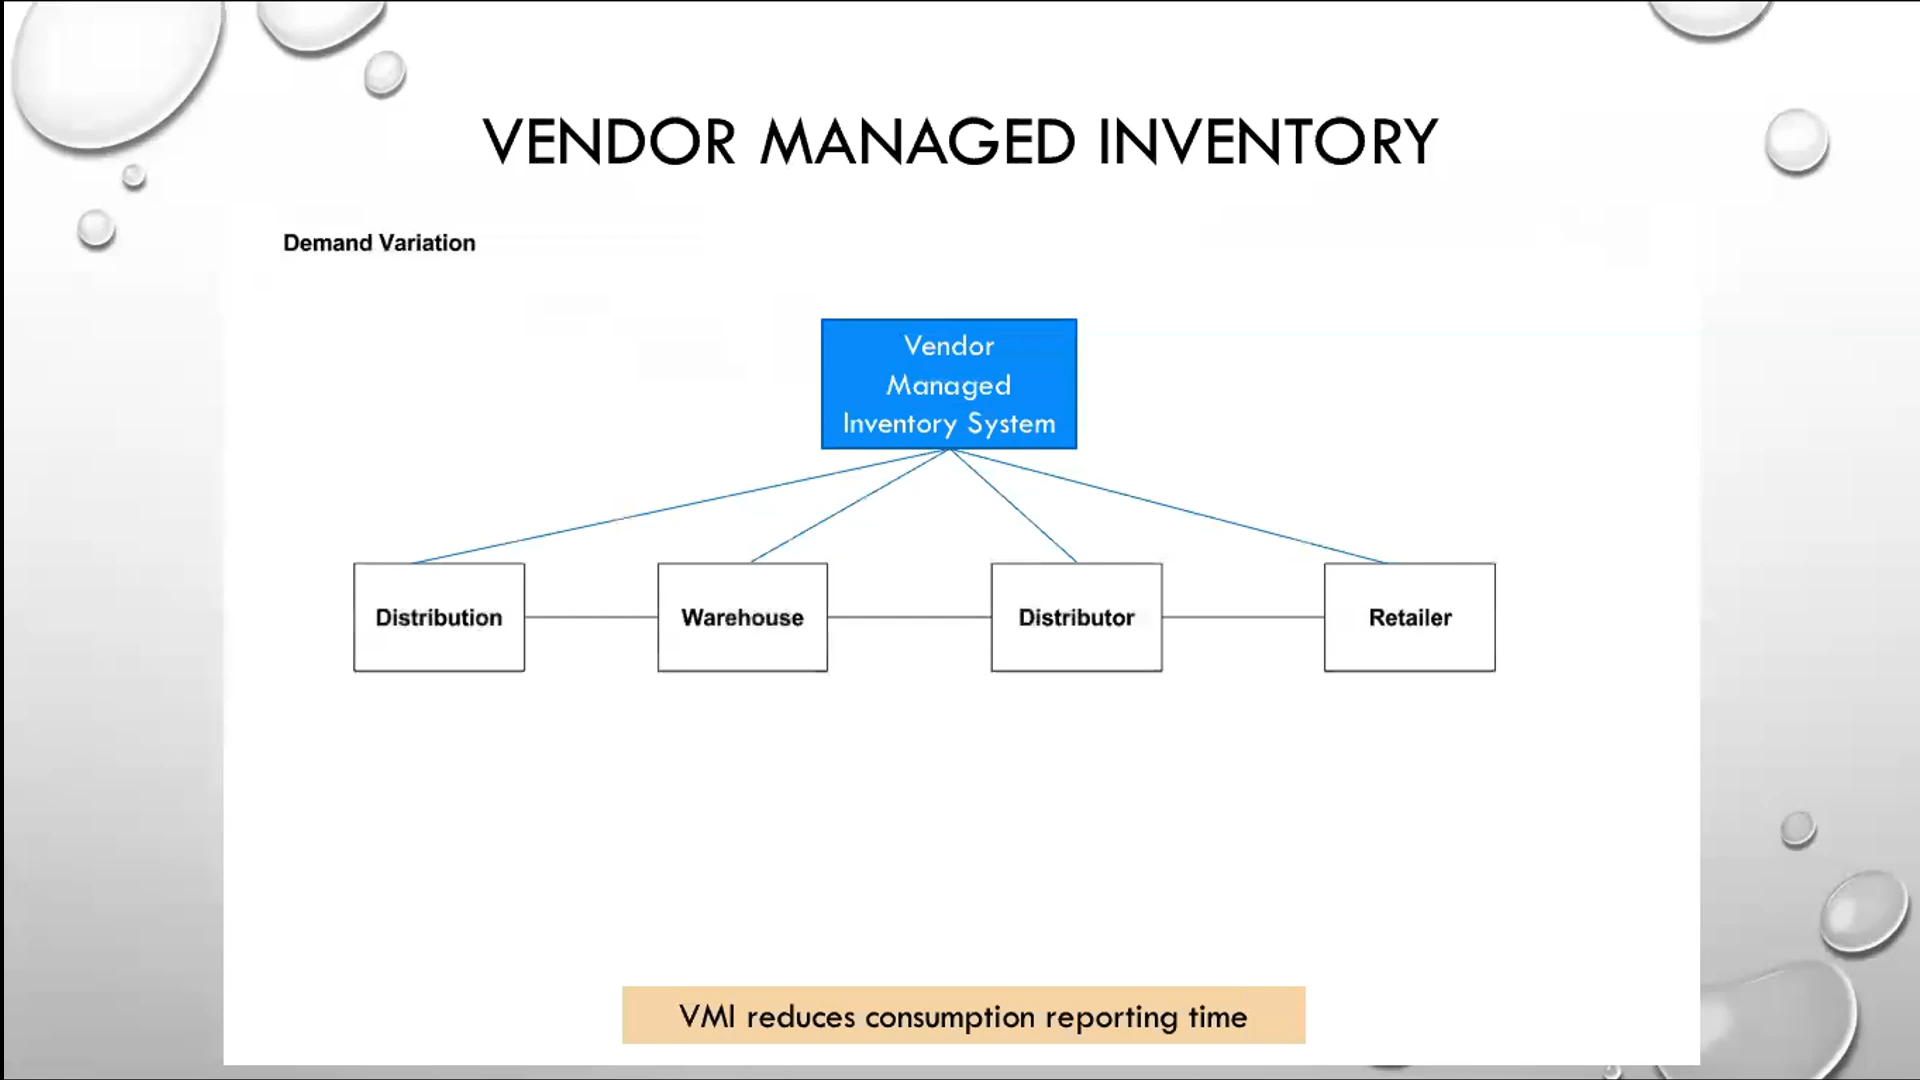 VENDOR MANAGED INVENTORY
Demand Variation
Vendor
Managed
Inventory System
Distribution
Warehouse
Distributor
Retailer
VMI reduces consumption reporting time